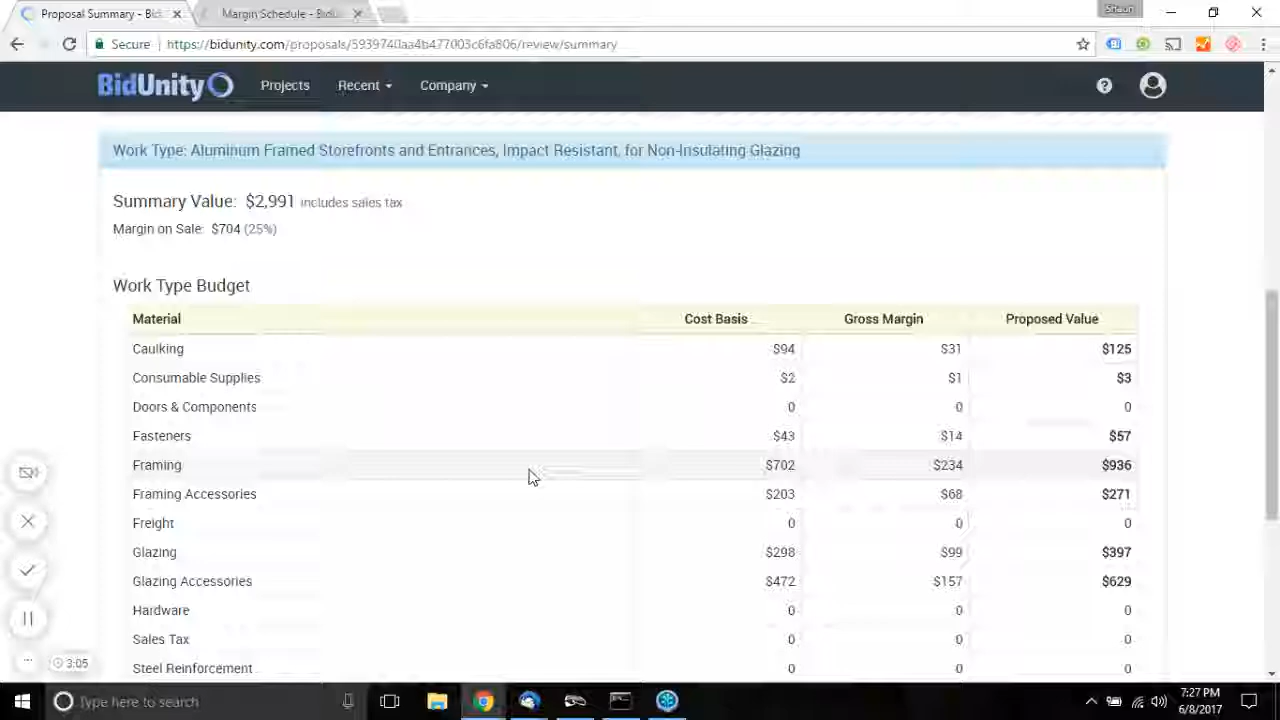 Proposal Summary - Bid
Margin Schedule - BidU
Shaun
Secure https://bidunity.com/proposals/5939740aa4b477003c6fa806/review/summary
BidUnity Projects Recent Company ?
Work Type: Aluminum Framed Storefronts and Entrances, Impact Resistant, for Non-Insulating Glazing
Summary Value: $2,991 includes sales tax
Margin on Sale: $704 (25%)
Work Type Budget
Material Cost Basis Gross Margin Proposed Value
Caulking $94 $31 $125
Consumable Supplies $2 $1 $3
Doors & Components 0 0 0
Fasteners $43 $14 $57
Framing $702 $234 $936
Framing Accessories $203 $68 $271
Freight 0 0 0
Glazing $298 $99 $397
Glazing Accessories $472 $157 $629
Hardware 0 0 0
Sales Tax 0 0 0
Steel Reinforcement 0 0 0
3:05
Type here to search
7:27 PM
6/8/2017